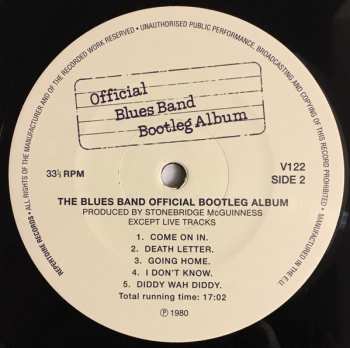 REPERTOIRE RECORDS • ALL RIGHTS OF THE MANUFACTURER AND OF THE RECORDED WORK RESERVED • UNAUTHORISED PUBLIC PERFORMANCE, BROADCASTING AND COPYING OF THIS RECORD PROHIBITED • MANUFACTURED IN THE E.U.
Official
Blues Band
Bootleg Album
33⅓ RPM
V122
SIDE 2
THE BLUES BAND OFFICIAL BOOTLEG ALBUM
PRODUCED BY STONEBRIDGE McGUINNESS
EXCEPT LIVE TRACKS
1. COME ON IN.
2. DEATH LETTER.
3. GOING HOME.
4. I DON'T KNOW.
5. DIDDY WAH DIDDY.
Total running time: 17:02
Ⓟ 1980